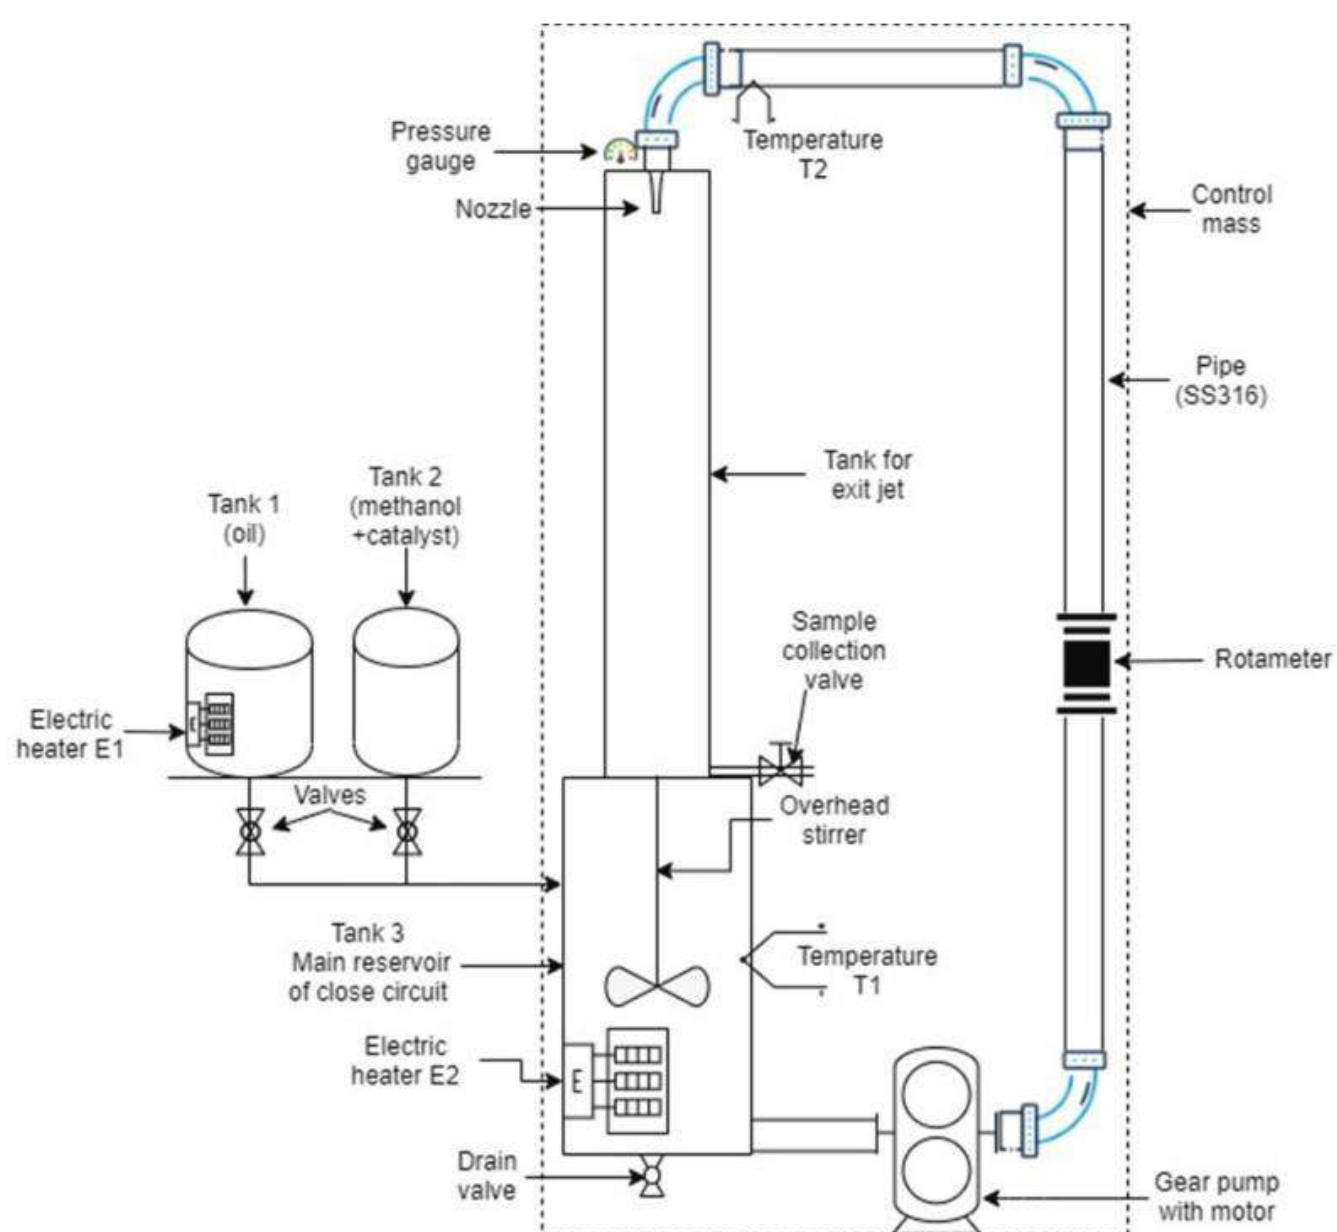 Pressure
gauge
Temperature
T2
Nozzle
Control
mass
Pipe
(SS316)
Tank for
exit jet
Tank 1
(oil)
Tank 2
(methanol
+catalyst)
Sample
collection
valve
Rotameter
Electric
heater E1
E
Valves
Overhead
stirrer
Tank 3
Main reservoir
of close circuit
Temperature
T1
Electric
heater E2
E
Drain
valve
Gear pump
with motor